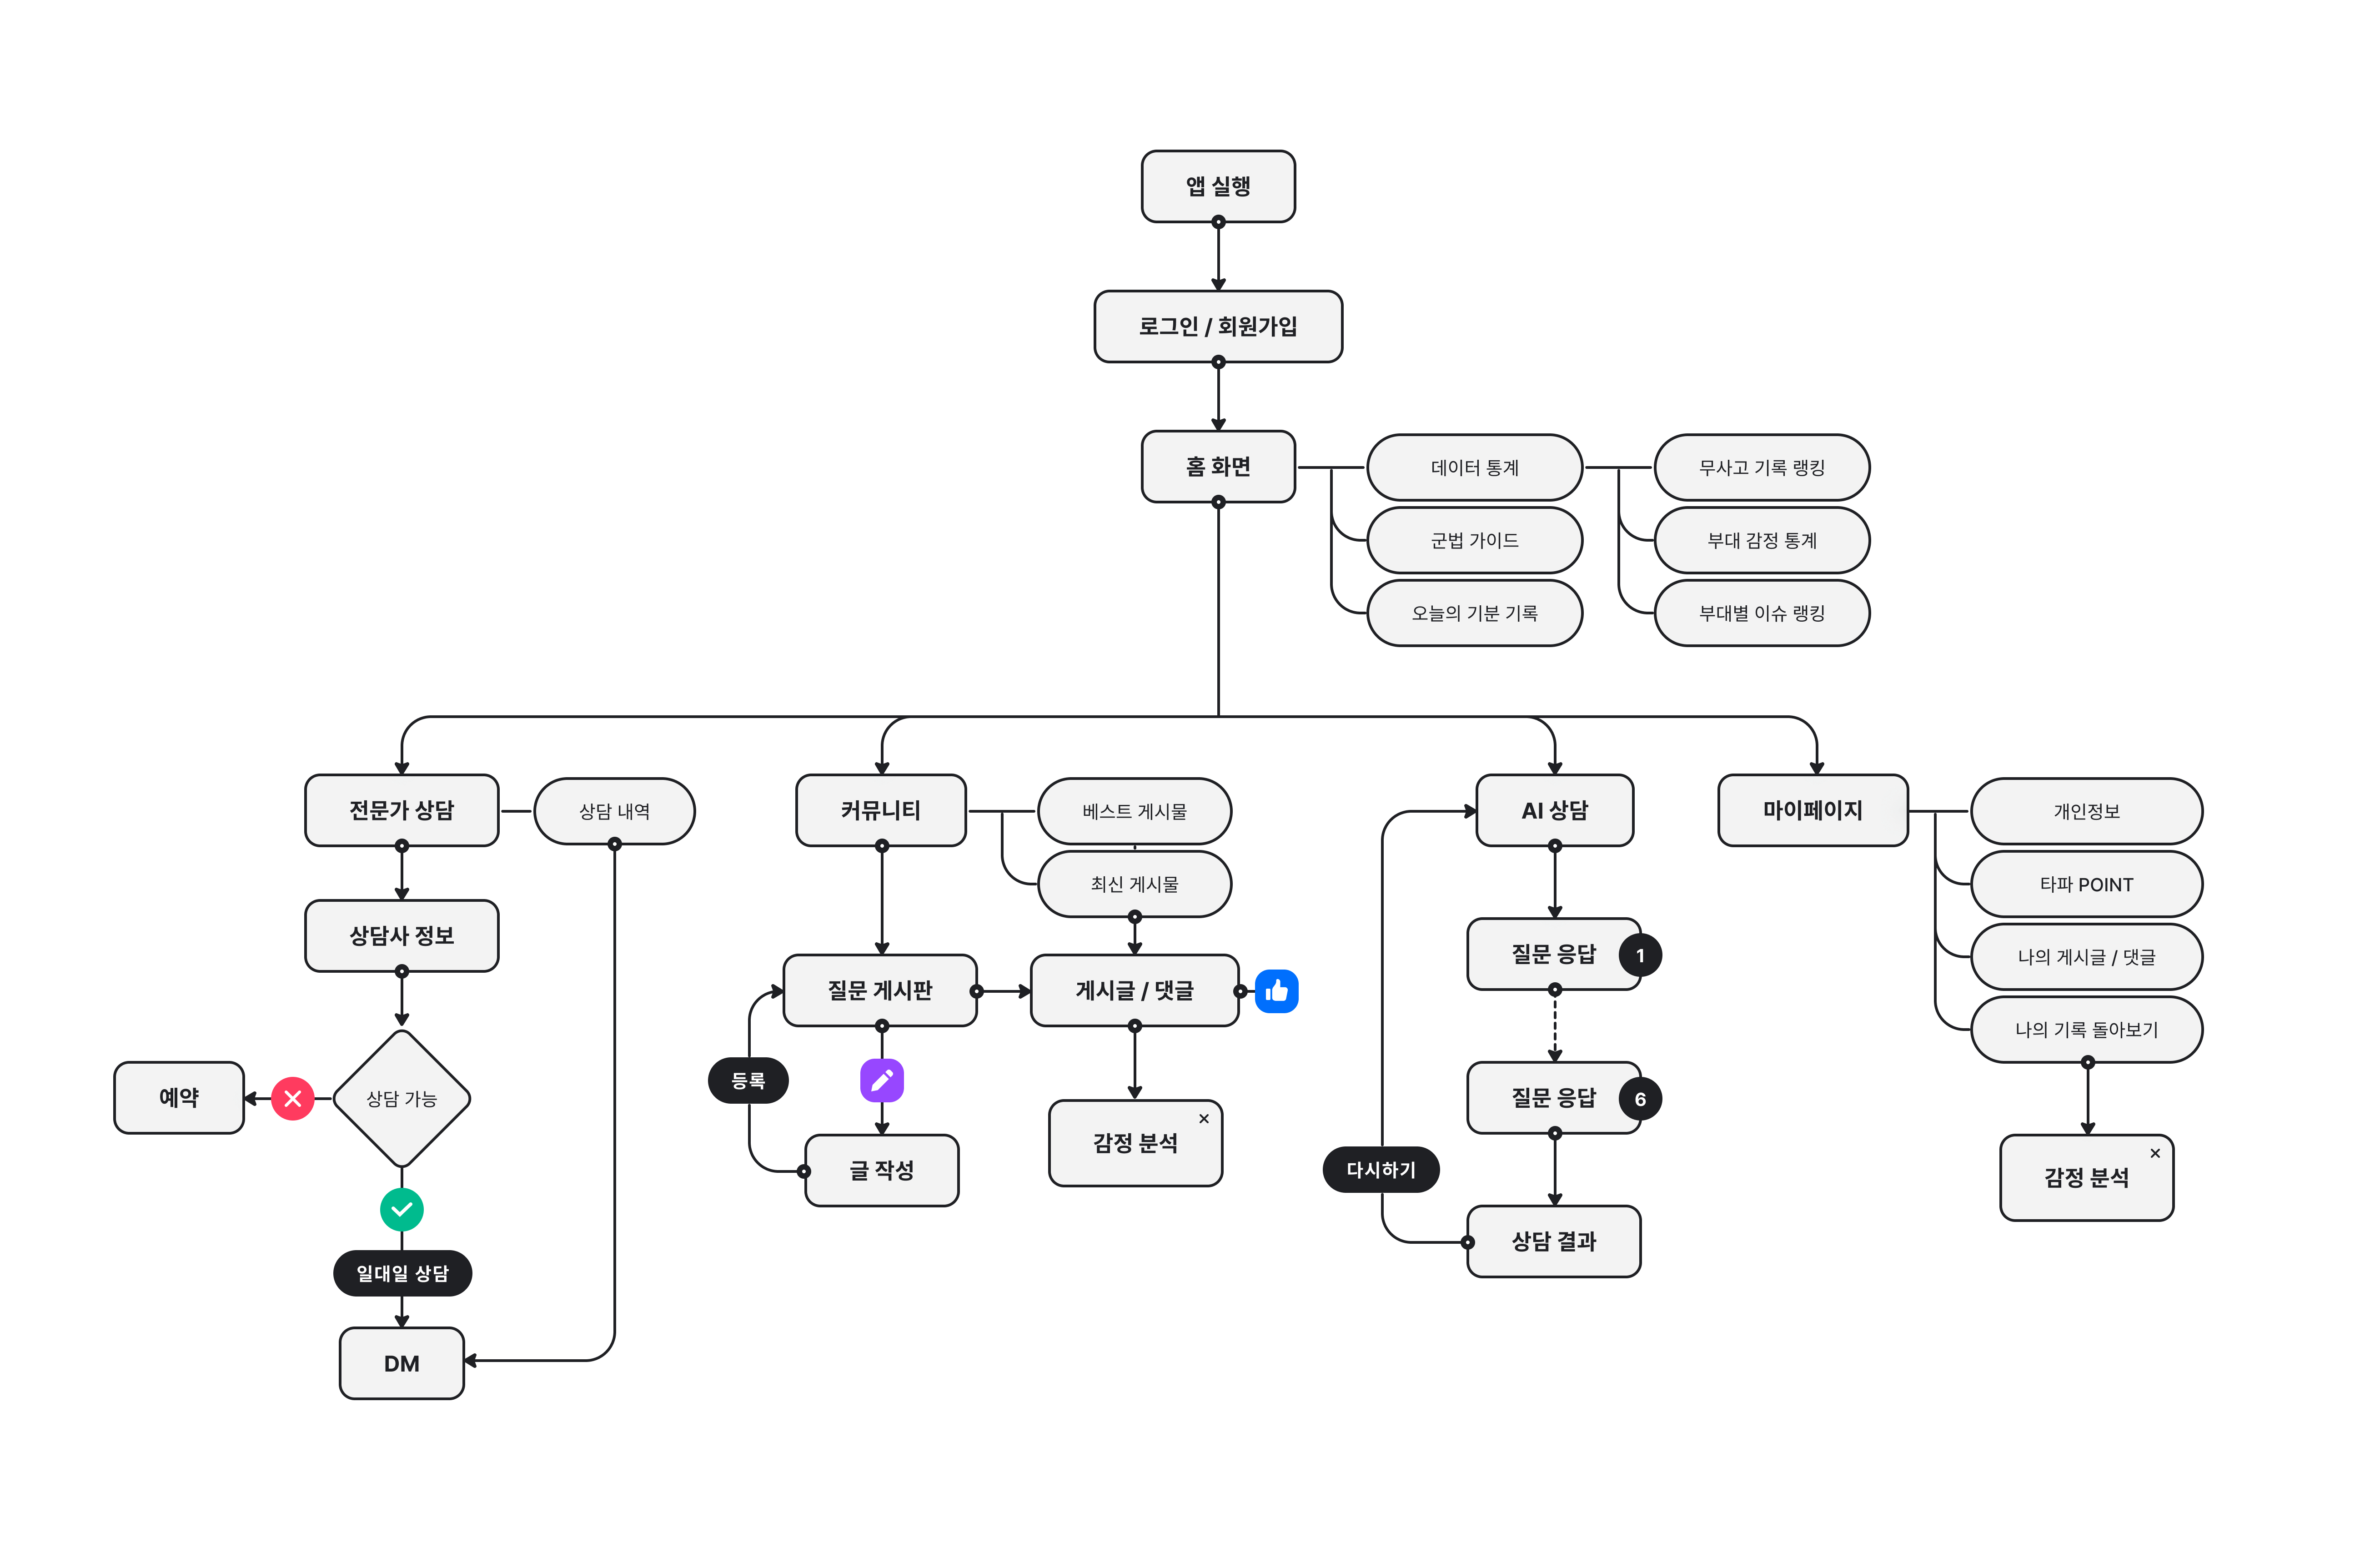 앱 실행
로그인 / 회원가입
홈 화면
데이터 통계
무사고 기록 랭킹
군법 가이드
부대 감정 통계
오늘의 기분 기록
부대별 이슈 랭킹
전문가 상담
상담 내역
커뮤니티
베스트 게시물
AI 상담
마이페이지
개인정보
최신 게시물
타파 POINT
상담사 정보
질문 응답
1
나의 게시글 / 댓글
질문 게시판
게시글 / 댓글
나의 기록 돌아보기
등록
예약
상담 가능
질문 응답
6
감정 분석
글 작성
다시하기
감정 분석
상담 결과
일대일 상담
DM